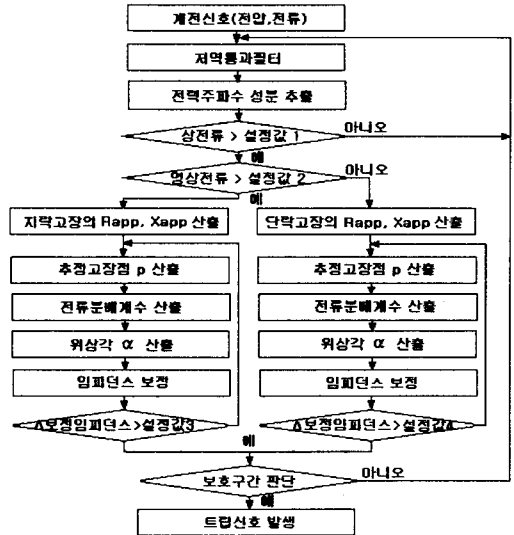 계전신호(전압,전류)
저역통과필터
전력주파수 성분 추출
상전류 > 설정값 1
아니오
예
영상전류 > 설정값 2
아니오
예
지락고장의 Rapp, Xapp 산출
단락고장의 Rapp, Xapp 산출
추정고장점 p 산출
추정고장점 p 산출
전류분배계수 산출
전류분배계수 산출
위상각 α 산출
위상각 α 산출
임피던스 보정
임피던스 보정
Δ보정임피던스>설정값3
Δ보정임피던스>설정값4
예
보호구간 판단
아니오
예
트립신호 발생